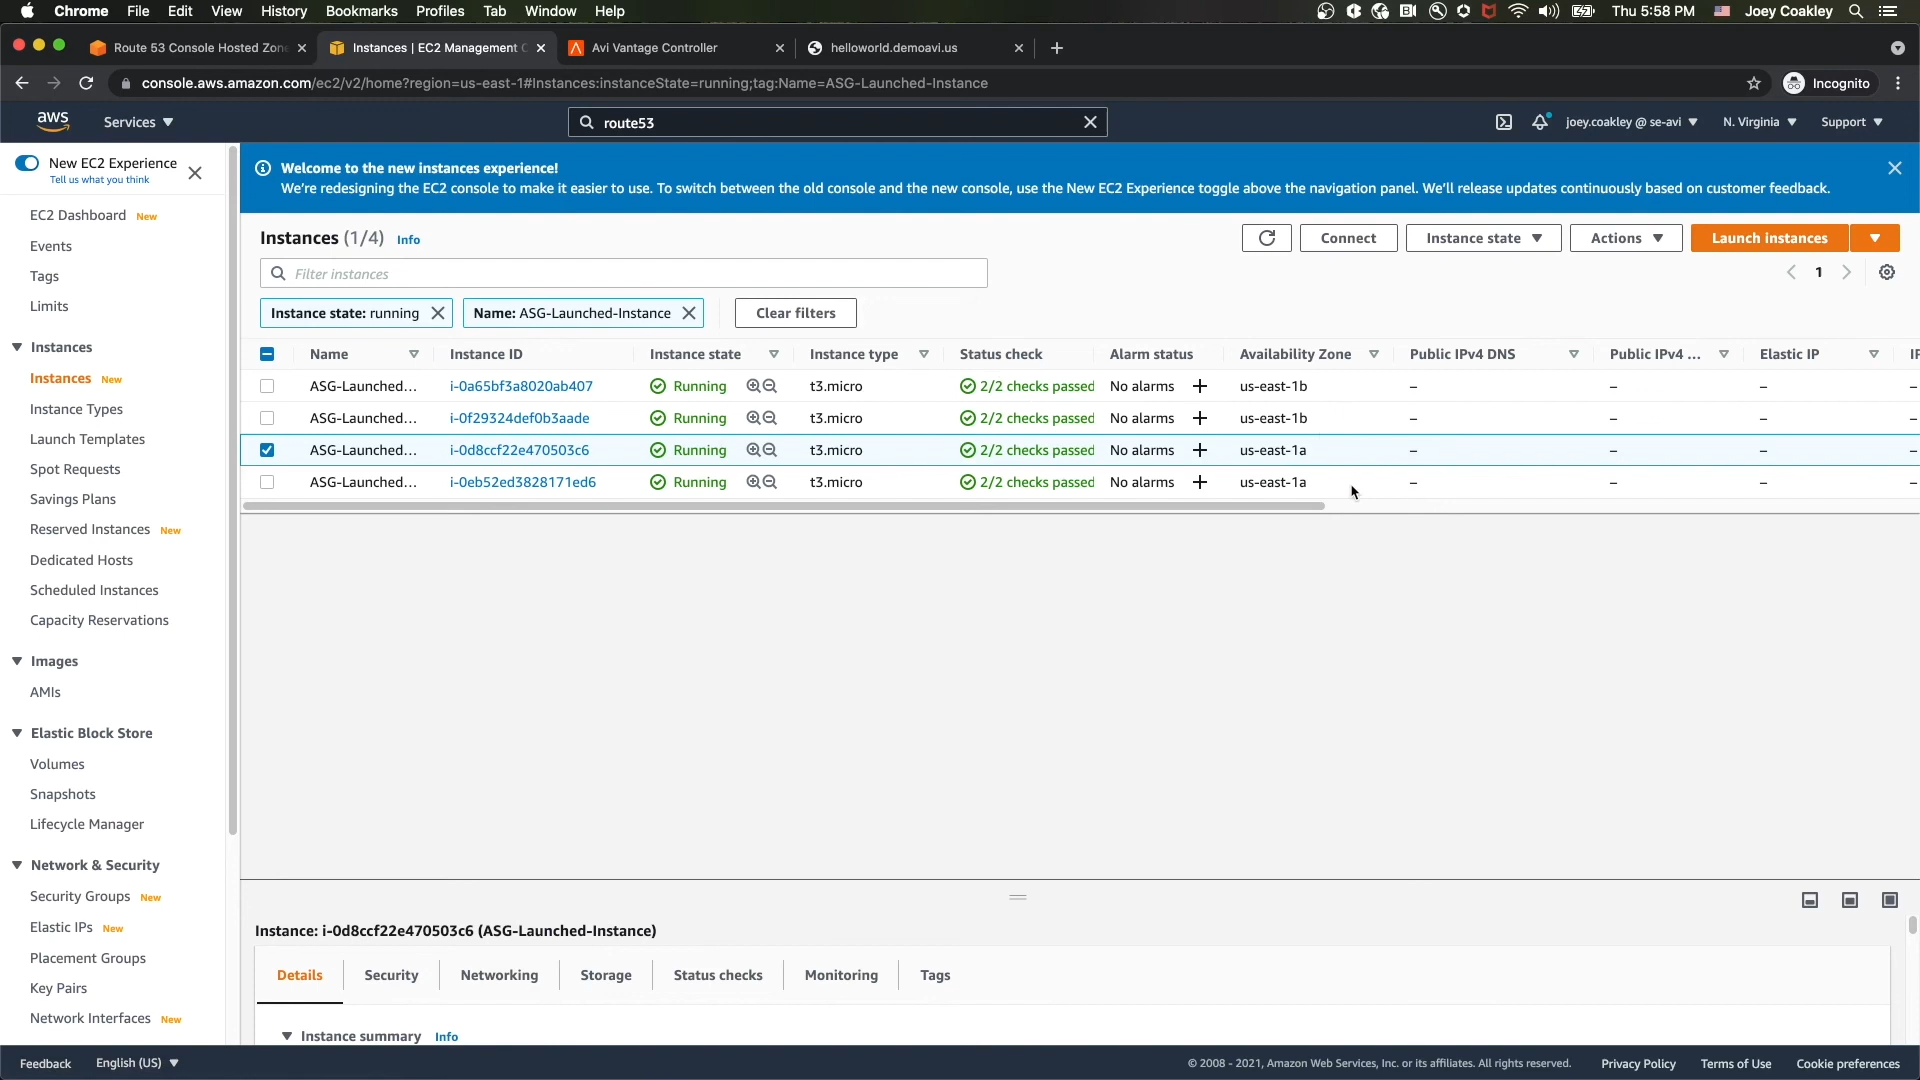 Chrome File Edit View History Bookmarks Profiles Tab Window Help Thu 5:58 PM Joey Coakley
Route 53 Console Hosted Zone Instances | EC2 Management C Avi Vantage Controller helloworld.demoavi.us
console.aws.amazon.com/ec2/v2/home?region=us-east-1#Instances:instanceState=running;tag:Name=ASG-Launched-Instance Incognito
aws Services route53 joey.coakley @ se-avi N. Virginia Support
New EC2 Experience
Tell us what you think
EC2 Dashboard New
Events
Tags
Limits
Instances
Instances New
Instance Types
Launch Templates
Spot Requests
Savings Plans
Reserved Instances New
Dedicated Hosts
Scheduled Instances
Capacity Reservations
Images
AMIs
Elastic Block Store
Volumes
Snapshots
Lifecycle Manager
Network & Security
Security Groups New
Elastic IPs New
Placement Groups
Key Pairs
Network Interfaces New
Welcome to the new instances experience!
We're redesigning the EC2 console to make it easier to use. To switch between the old console and the new console, use the New EC2 Experience toggle above the navigation panel. We'll release updates continuously based on customer feedback.
Instances (1/4) Info Connect Instance state Actions Launch instances
Filter instances 1
Instance state: running Name: ASG-Launched-Instance Clear filters
Name Instance ID Instance state Instance type Status check Alarm status Availability Zone Public IPv4 DNS Public IPv4 ... Elastic IP IP
ASG-Launched... i-0a65bf3a8020ab407 Running t3.micro 2/2 checks passed No alarms + us-east-1b – – – –
ASG-Launched... i-0f29324def0b3aade Running t3.micro 2/2 checks passed No alarms + us-east-1b – – – –
ASG-Launched... i-0d8ccf22e470503c6 Running t3.micro 2/2 checks passed No alarms + us-east-1a – – – –
ASG-Launched... i-0eb52ed3828171ed6 Running t3.micro 2/2 checks passed No alarms + us-east-1a – – – –
Instance: i-0d8ccf22e470503c6 (ASG-Launched-Instance)
Details Security Networking Storage Status checks Monitoring Tags
Instance summary Info
Feedback English (US) © 2008 - 2021, Amazon Web Services, Inc. or its affiliates. All rights reserved. Privacy Policy Terms of Use Cookie preferences